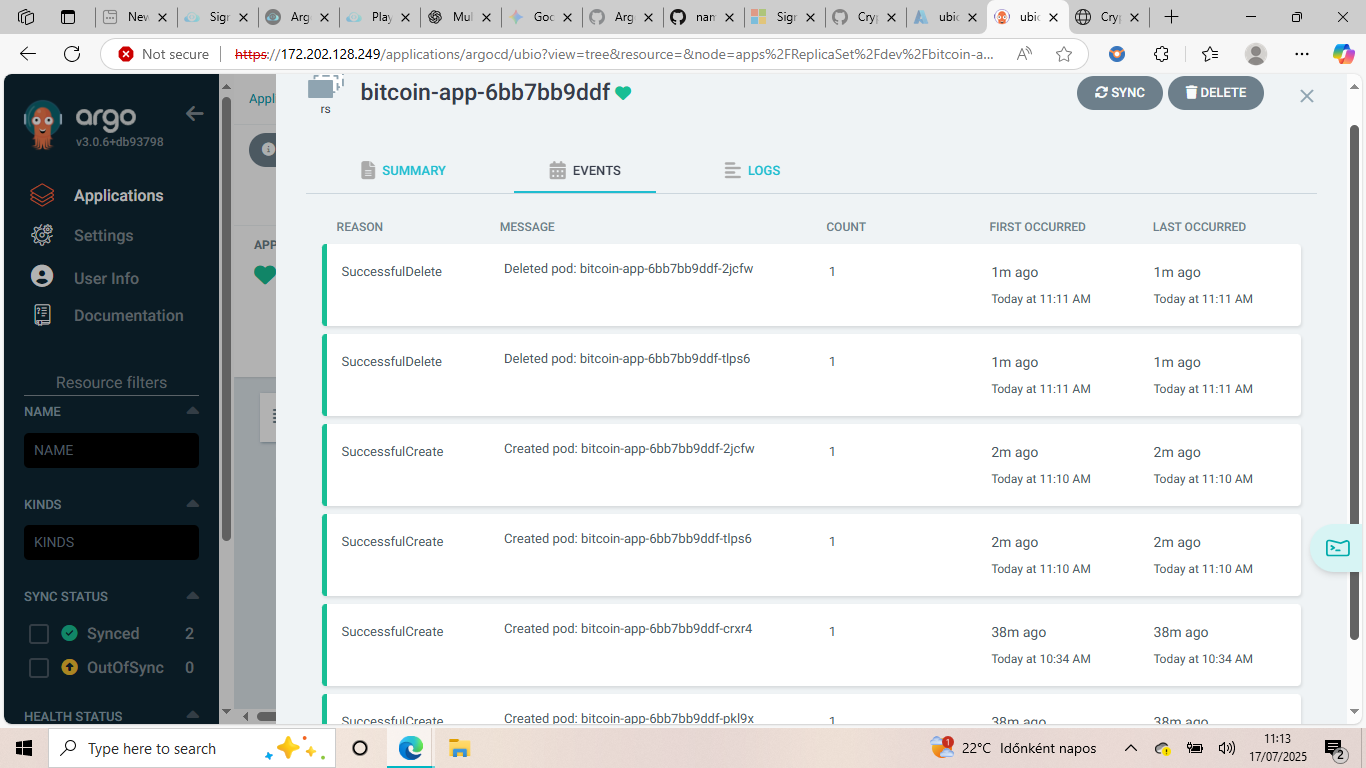 New
Sign
Argo
Play
Mul
Goo
Argo
nan
Sign
Cryp
ubio
ubio
Cryp
Not secure
https://172.202.128.249/applications/argocd/ubio?view=tree&resource=&node=apps%2FReplicaSet%2Fdev%2Fbitcoin-a...
argo
v3.0.6+db93798
Applications
Settings
User Info
Documentation
Resource filters
NAME
NAME
KINDS
KINDS
SYNC STATUS
Synced 2
OutOfSync 0
HEALTH STATUS
Appli
APP
rs
bitcoin-app-6bb7bb9ddf
SYNC
DELETE
SUMMARY
EVENTS
LOGS
REASON MESSAGE COUNT FIRST OCCURRED LAST OCCURRED
SuccessfulDelete Deleted pod: bitcoin-app-6bb7bb9ddf-2jcfw 1 1m ago 1m ago
Today at 11:11 AM Today at 11:11 AM
SuccessfulDelete Deleted pod: bitcoin-app-6bb7bb9ddf-tlps6 1 1m ago 1m ago
Today at 11:11 AM Today at 11:11 AM
SuccessfulCreate Created pod: bitcoin-app-6bb7bb9ddf-2jcfw 1 2m ago 2m ago
Today at 11:10 AM Today at 11:10 AM
SuccessfulCreate Created pod: bitcoin-app-6bb7bb9ddf-tlps6 1 2m ago 2m ago
Today at 11:10 AM Today at 11:10 AM
SuccessfulCreate Created pod: bitcoin-app-6bb7bb9ddf-crxr4 1 38m ago 38m ago
Today at 10:34 AM Today at 10:34 AM
SuccessfulCreate Created pod: bitcoin-app-6bb7bb9ddf-pkl9x 1 38m ago 38m ago
Type here to search
1
22°C Időnként napos
11:13
17/07/2025
2